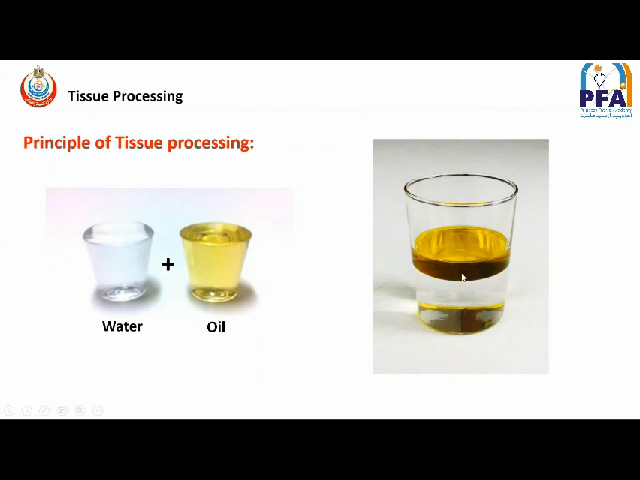 Tissue Processing
PFA
Principle of Tissue processing:
+
Water
Oil